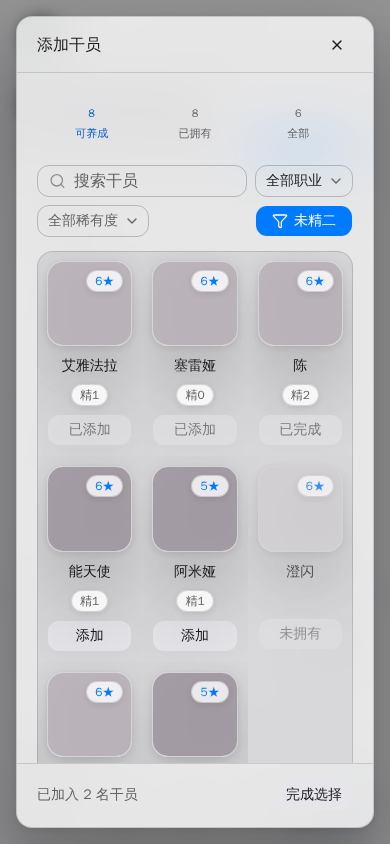 添加干员
8 8 6
可养成 已拥有 全部
搜索干员 全部职业
全部稀有度 未精二
6★ 6★ 6★
艾雅法拉 塞雷娅 陈
精1 精0 精2
已添加 已添加 已完成
6★ 5★ 6★
能天使 阿米娅 澄闪
精1 精1
添加 添加 未拥有
6★ 5★
已加入 2 名干员 完成选择